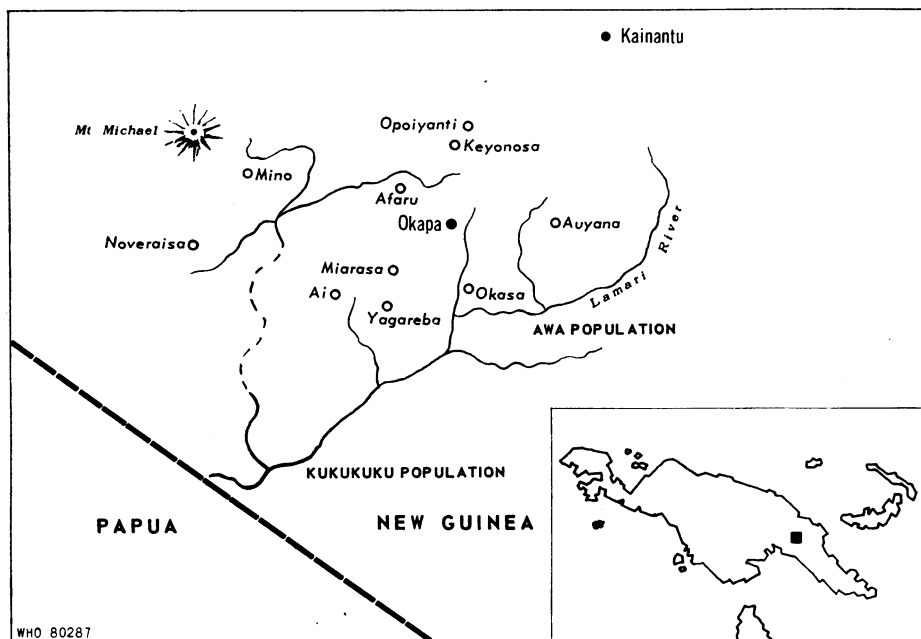 Kainantu
Mt Michael
Opoiyanti
Keyonosa
Mino
Afaru
Okapa
Auyana
Noveraisa
Lamari River
Miarasa
Ai
Okasa
Yagareba
AWA POPULATION
KUKUKUKU POPULATION
PAPUA
NEW GUINEA
WHO 80287